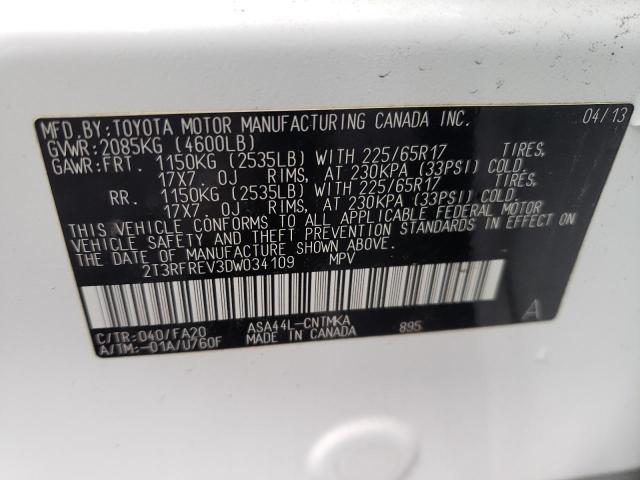 MFD.BY:TOYOTA MOTOR MANUFACTURING CANADA INC. 04/13
GVWR:2085KG (4600LB)
GAWR:FRT. 1150KG (2535LB) WITH 225/65R17 TIRES,
17X7.0J RIMS, AT 230KPA (33PSI) COLD.
RR. 1150KG (2535LB) WITH 225/65R17 TIRES,
17X7.0J RIMS, AT 230KPA (33PSI) COLD.
THIS VEHICLE CONFORMS TO ALL APPLICABLE FEDERAL MOTOR
VEHICLE SAFETY AND THEFT PREVENTION STANDARDS IN EFFECT ON
THE DATE OF MANUFACTURE SHOWN ABOVE.
2T3RFREV3DW034109 MPV
C/TR:040/FA20 ASA44L-CNTMKA 895 A
A/TM:-01A/U760F MADE IN CANADA